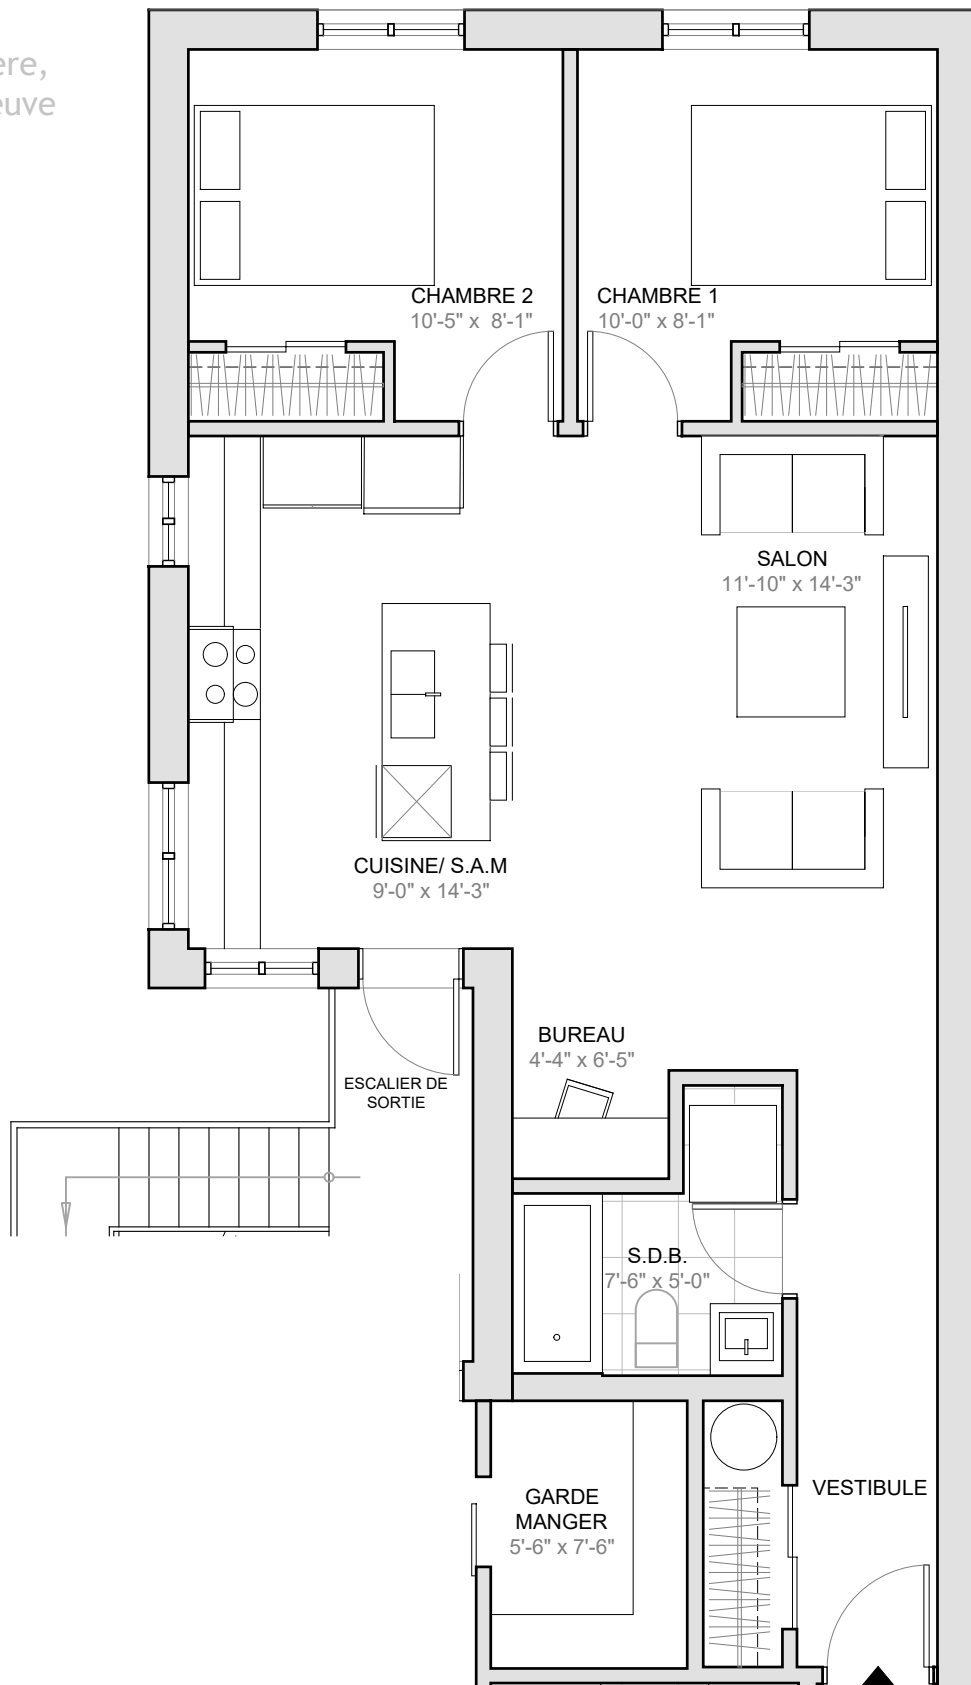 CHAMBRE 2
10'-5" x 8'-1"
CHAMBRE 1
10'-0" x 8'-1"
SALON
11'-10" x 14'-3"
CUISINE/ S.A.M
9'-0" x 14'-3"
BUREAU
4'-4" x 6'-5"
ESCALIER DE
SORTIE
S.D.B.
7'-6" x 5'-0"
VESTIBULE
GARDE
MANGER
5'-6" x 7'-6"